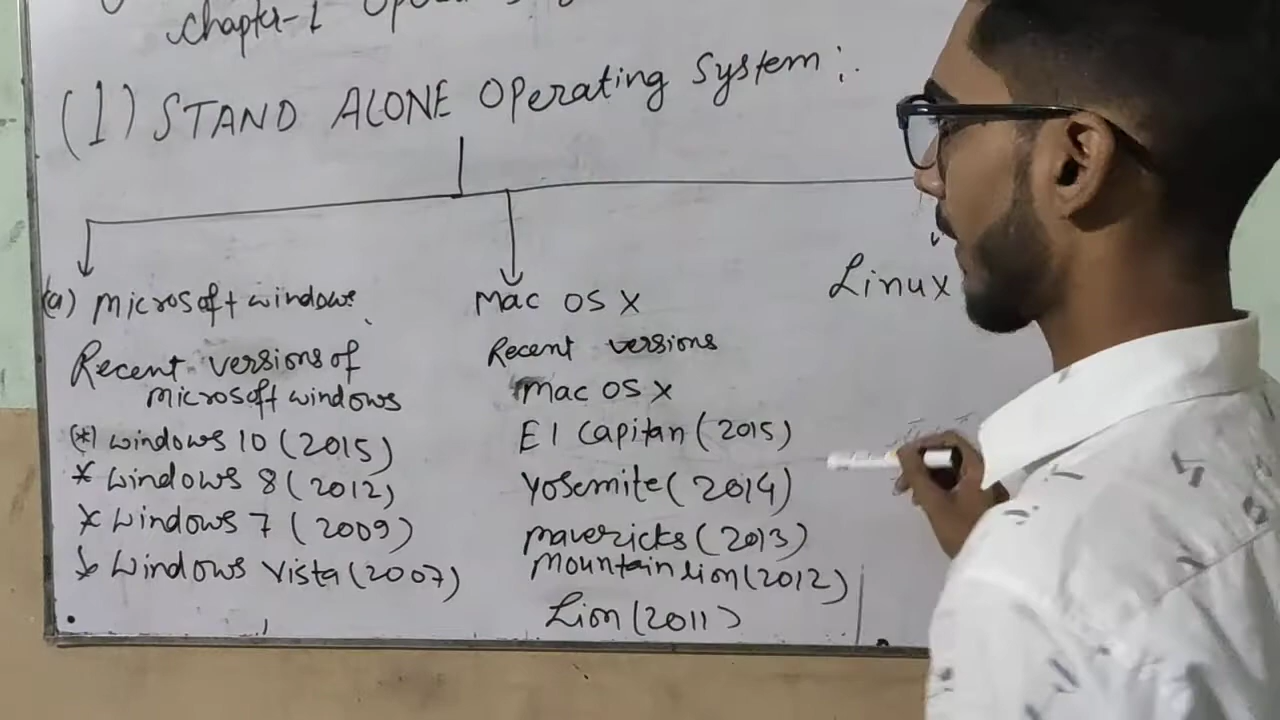 Chapter-1
(1) STAND ALONE Operating System :
(a) microsoft windows
Recent versions of
microsoft windows
(*) windows 10 (2015)
* windows 8 (2012)
* windows 7 (2009)
* windows Vista (2007)
Mac OS X
Recent versions
Mac OS X
El Capitan (2015)
Yosemite (2014)
mavericks (2013)
mountain lion (2012)
Lion (2011)
Linux